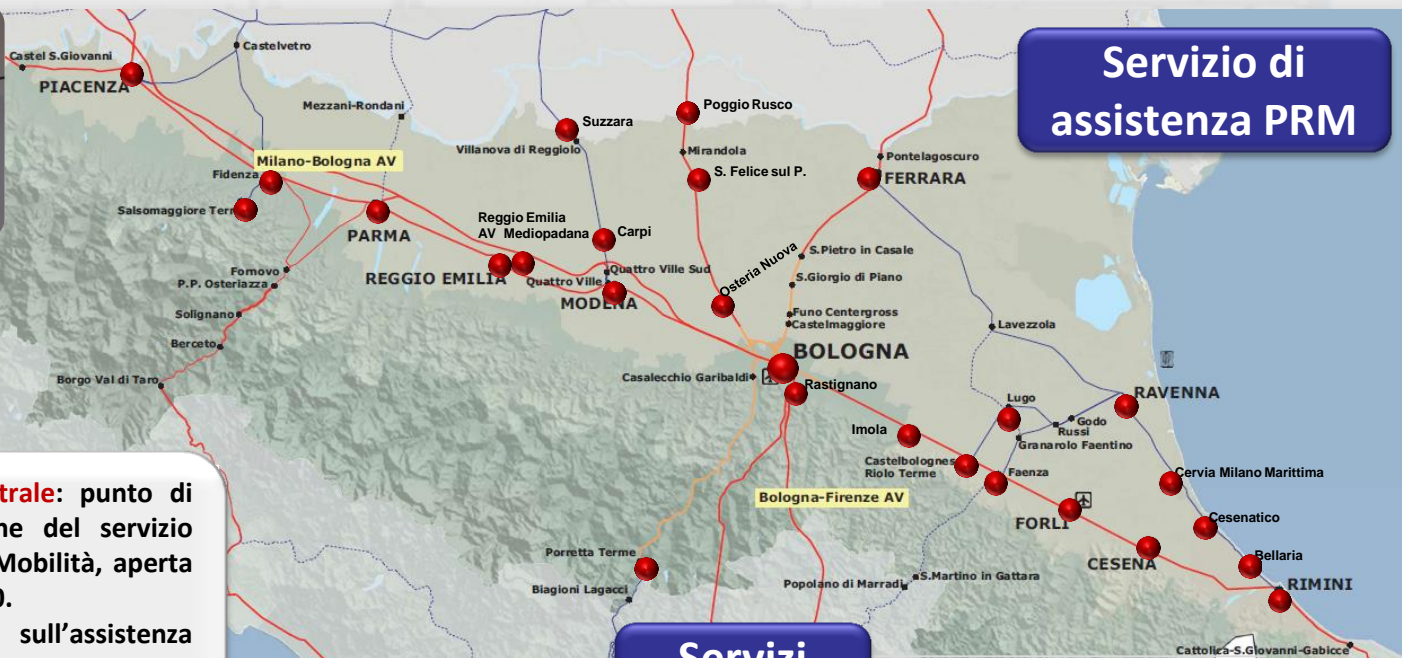 Servizio di
assistenza PRM
Castelvetro
Castel S.Giovanni
PIACENZA
Mezzani-Rondani
Poggio Rusco
Suzzara
Villanova di Reggiolo
Mirandola
Pontelagoscuro
Milano-Bologna AV
Fidenza
S. Felice sul P.
FERRARA
Salsomaggiore Ter
PARMA
Reggio Emilia
AV Mediopadana
Carpi
S.Pietro in Casale
Osteria Nuova
Fornovo
P.P. Osteriazza
REGGIO EMILIA
Quattro Ville Sud
Quattro Ville
S.Giorgio di Piano
MODENA
Solignano
Funo Centergross
Castelmaggiore
Lavezzola
Berceto
BOLOGNA
Borgo Val di Taro
Casalecchio Garibaldi
Rastignano
RAVENNA
Lugo
Godo
Russi
Granarolo Faentino
Imola
Castelbolognes
Riolo Terme
Faenza
Cervia Milano Marittima
Bologna-Firenze AV
FORLI
Cesenatico
Porretta Terme
CESENA
Bellaria
Biagioni Lagacci
Popolano di Marradi
S.Martino in Gattara
RIMINI
Cattolica-S.Giovanni-Gabicce
trale: punto di
ne del servizio
Mobilità, aperta
0.
sull’assistenza
Servizi